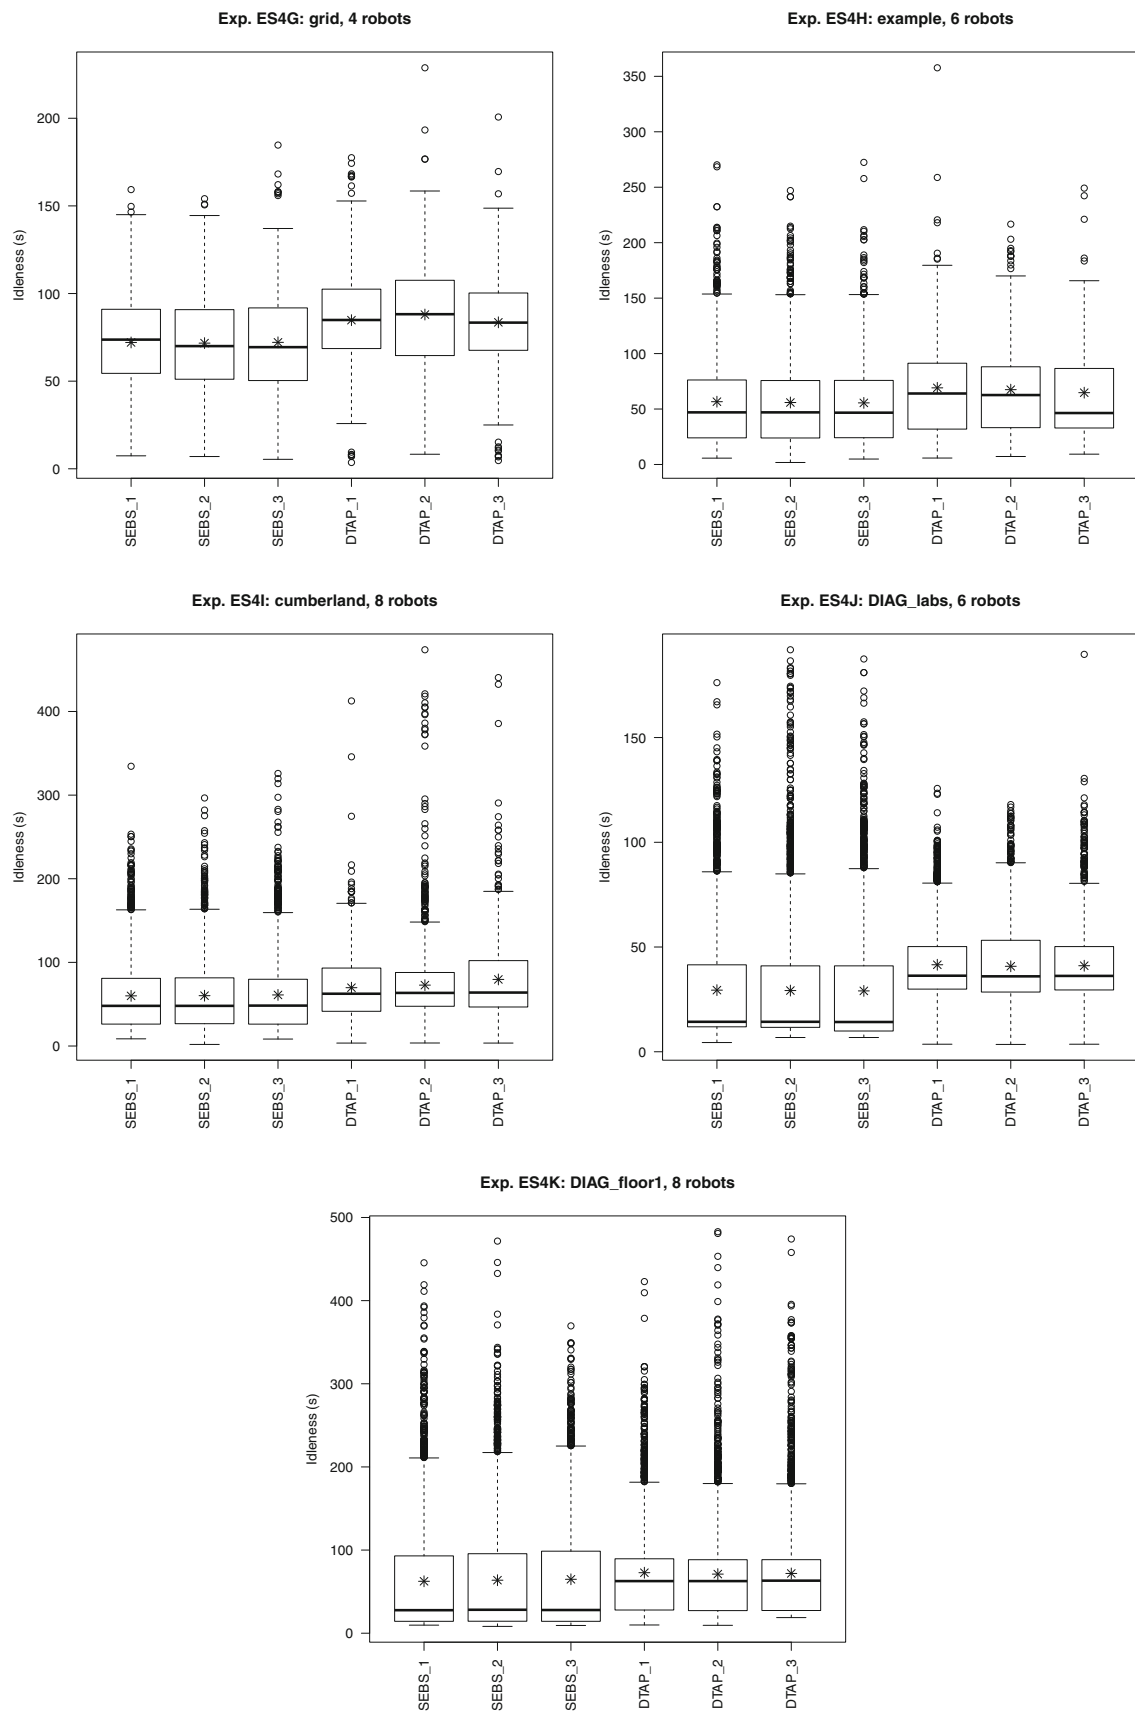 Exp. ES4G: grid, 4 robots
Idleness (s)
200
150
100
50
0
SEBS_1
SEBS_2
SEBS_3
DTAP_1
DTAP_2
DTAP_3
Exp. ES4H: example, 6 robots
Idleness (s)
350
300
250
200
150
100
50
0
SEBS_1
SEBS_2
SEBS_3
DTAP_1
DTAP_2
DTAP_3
Exp. ES4I: cumberland, 8 robots
Idleness (s)
400
300
200
100
0
SEBS_1
SEBS_2
SEBS_3
DTAP_1
DTAP_2
DTAP_3
Exp. ES4J: DIAG_labs, 6 robots
Idleness (s)
150
100
50
0
SEBS_1
SEBS_2
SEBS_3
DTAP_1
DTAP_2
DTAP_3
Exp. ES4K: DIAG_floor1, 8 robots
Idleness (s)
500
400
300
200
100
0
SEBS_1
SEBS_2
SEBS_3
DTAP_1
DTAP_2
DTAP_3